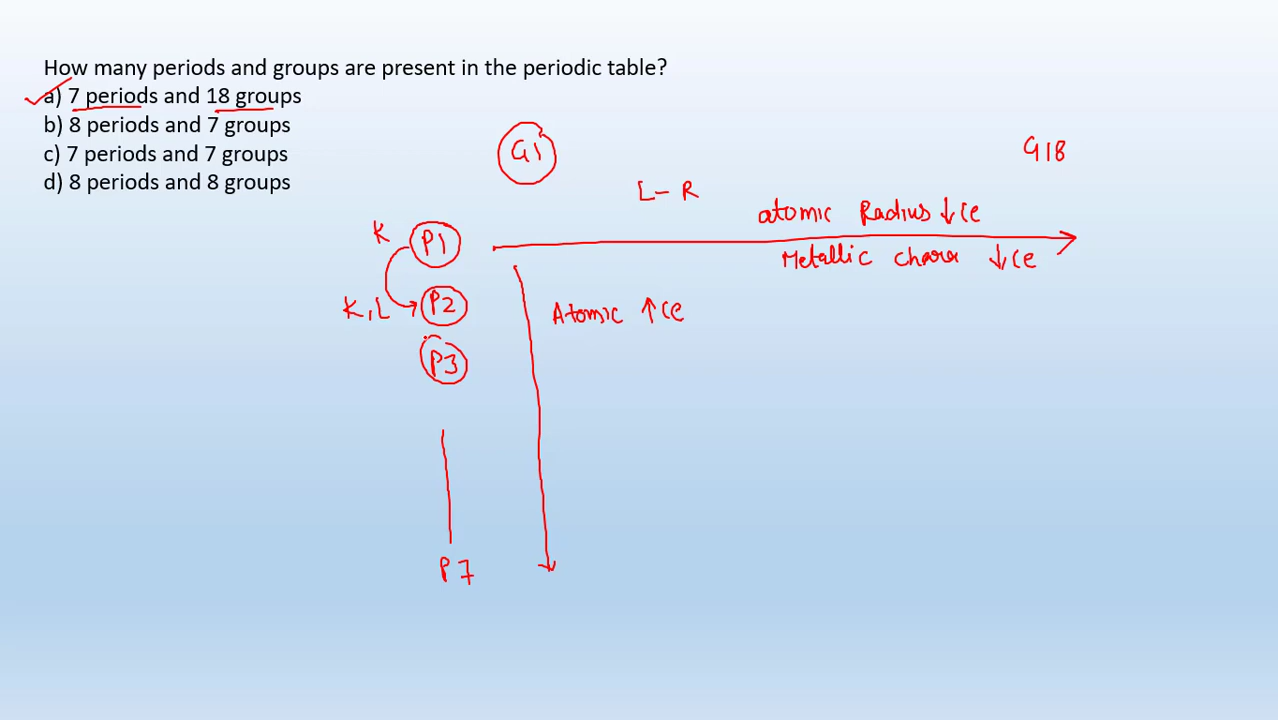 How many periods and groups are present in the periodic table?
a) 7 periods and 18 groups
b) 8 periods and 7 groups
c) 7 periods and 7 groups
d) 8 periods and 8 groups
G1
G18
L-R
atomic Radius ↓ce
K
P1
Metallic chara ↓ce
K,L
P2
Atomic ↑ce
P3
P7